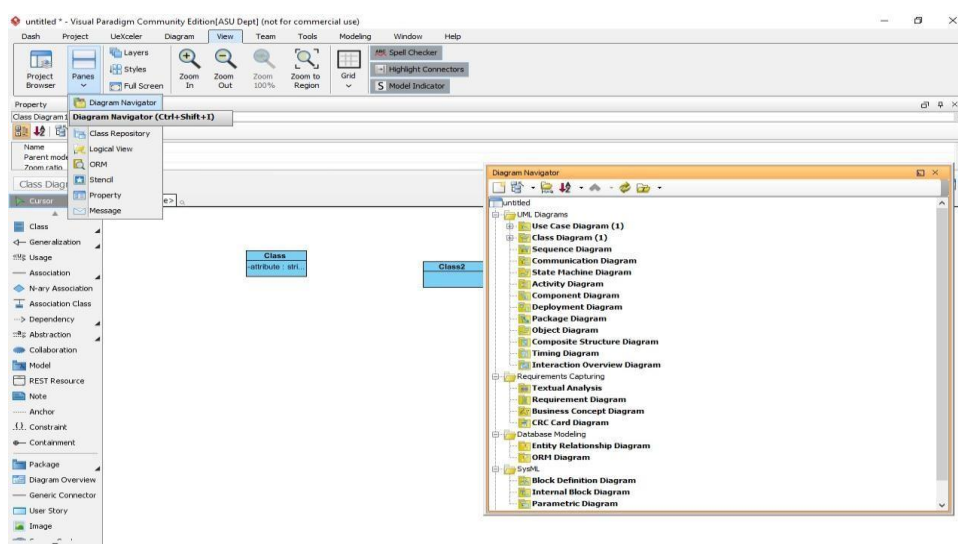 untitled * - Visual Paradigm Community Edition[ASU Dept] (not for commercial use)
Dash Project UeXceler Diagram View Team Tools Modeling Window Help
Project Browser
Panes
Layers
Styles
Full Screen
Zoom In
Zoom Out
Zoom 100%
Zoom to Region
Grid
Spell Checker
Highlight Connectors
Model Indicator
Property
Class Diagram1
Name
Parent mode
Zoom ratio
Diagram Navigator
Diagram Navigator (Ctrl+Shift+I)
Class Repository
Logical View
ORM
Stencil
Property
Message
Class Diagr
Cursor
e>
Class
Generalization
Usage
Association
N-ary Association
Association Class
Dependency
Abstraction
Collaboration
Model
REST Resource
Note
Anchor
Constraint
Containment
Package
Diagram Overview
Generic Connector
User Story
Image
Class
-attribute : stri...
Class2
Diagram Navigator
untitled
UML Diagrams
Use Case Diagram (1)
Class Diagram (1)
Sequence Diagram
Communication Diagram
State Machine Diagram
Activity Diagram
Component Diagram
Deployment Diagram
Package Diagram
Object Diagram
Composite Structure Diagram
Timing Diagram
Interaction Overview Diagram
Requirements Capturing
Textual Analysis
Requirement Diagram
Business Concept Diagram
CRC Card Diagram
Database Modeling
Entity Relationship Diagram
ORM Diagram
SysML
Block Definition Diagram
Internal Block Diagram
Parametric Diagram